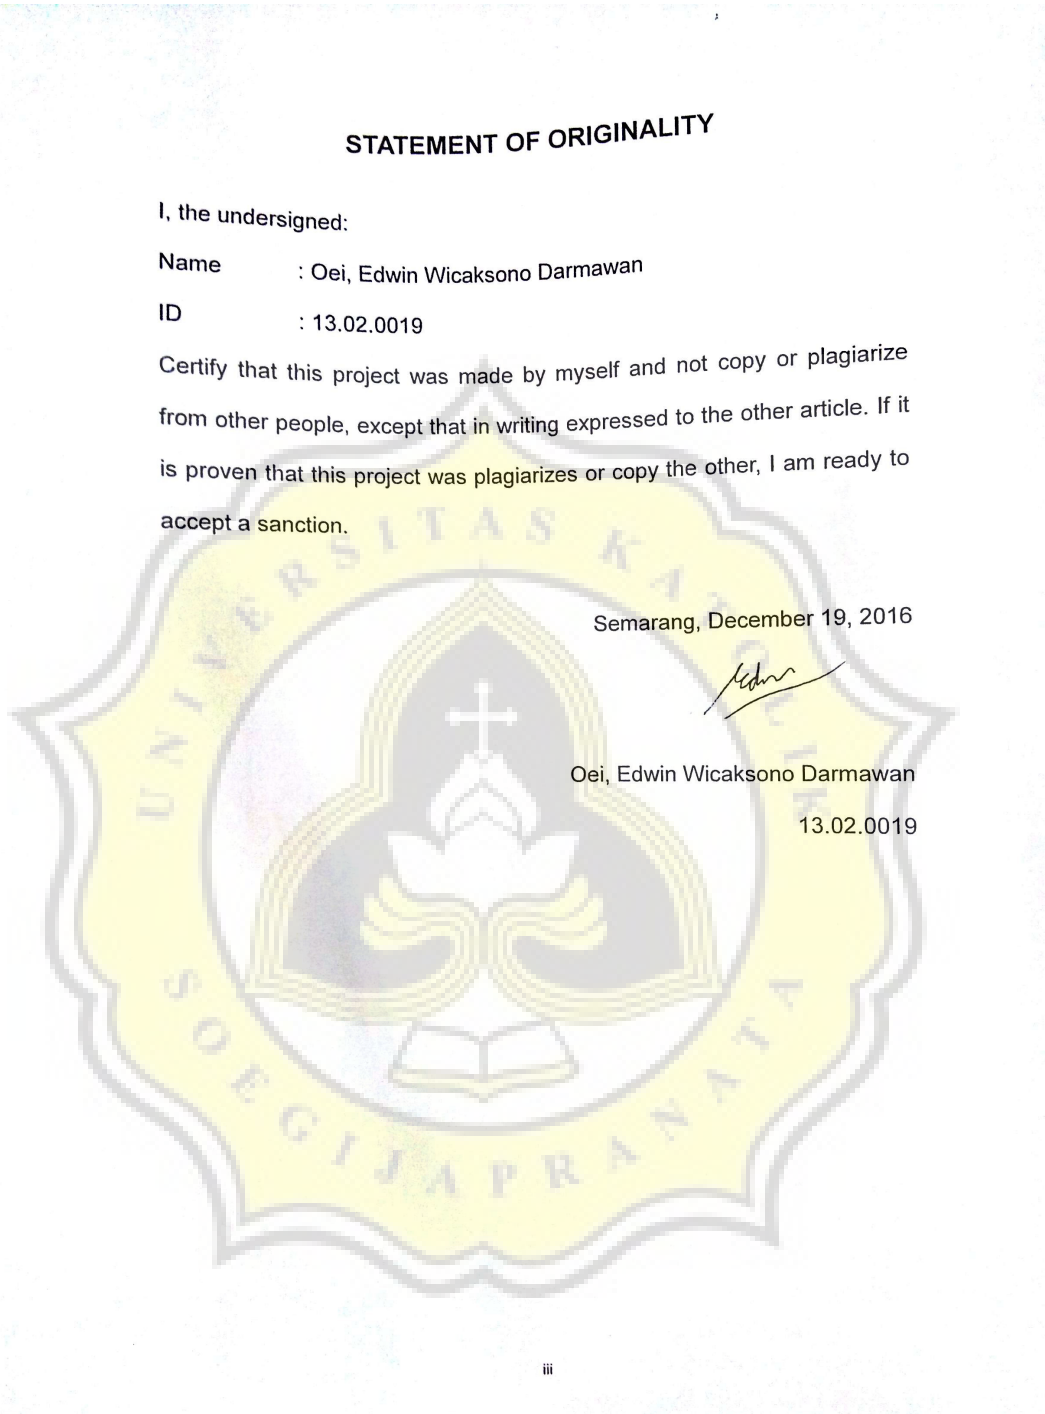 STATEMENT OF ORIGINALITY
I, the undersigned:
Name : Oei, Edwin Wicaksono Darmawan
ID : 13.02.0019
Certify that this project was made by myself and not copy or plagiarize
from other people, except that in writing expressed to the other article. If it
is proven that this project was plagiarizes or copy the other, I am ready to
accept a sanction.
UNIVERSITAS KATOLIK
Semarang, December 19, 2016
Edwin
Oei, Edwin Wicaksono Darmawan
13.02.0019
SOEGIJAPRANATA
iii